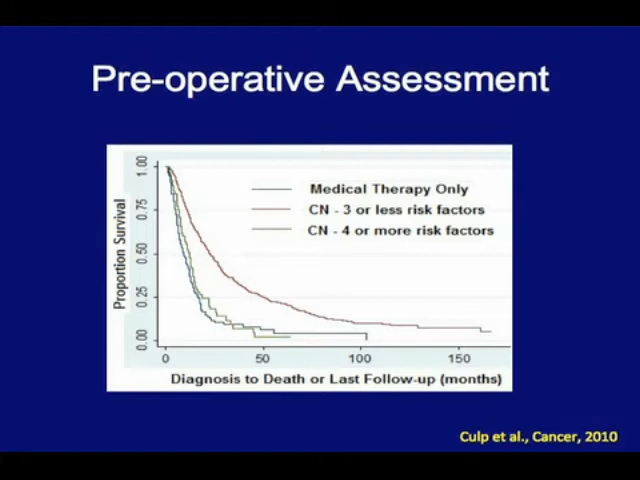 Pre-operative Assessment
1.00
0.75
0.50
0.25
0.00
Proportion Survival
Medical Therapy Only
CN - 3 or less risk factors
CN - 4 or more risk factors
0 50 100 150
Diagnosis to Death or Last Follow-up (months)
Culp et al., Cancer, 2010